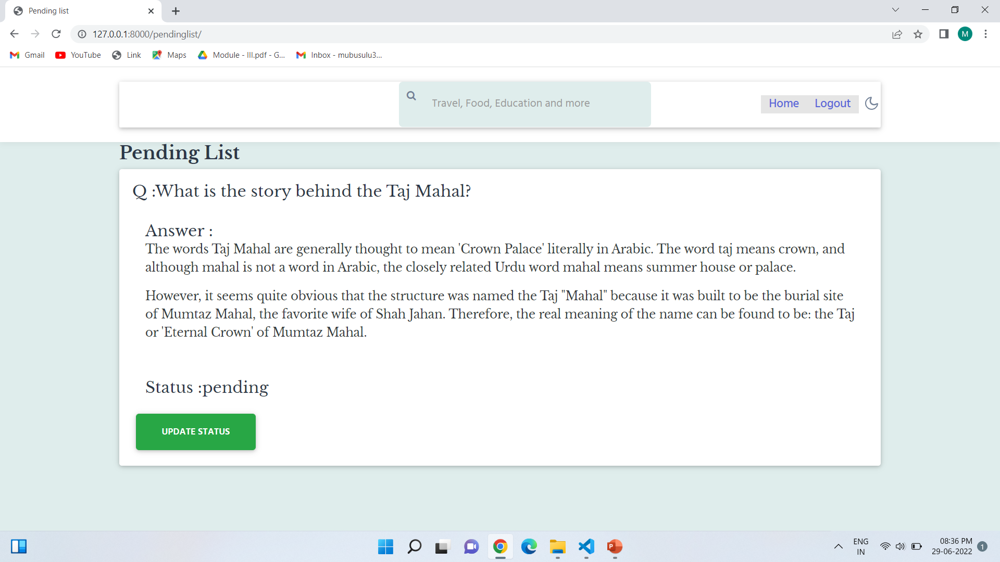 Pending list
127.0.0.1:8000/pendinglist/
M
Gmail
YouTube
Link
Maps
Module - III.pdf - G...
Inbox - mubusulu3...
Travel, Food, Education and more
Home
Logout
Pending List
Q :What is the story behind the Taj Mahal?
Answer :
The words Taj Mahal are generally thought to mean 'Crown Palace' literally in Arabic. The word taj means crown, and
although mahal is not a word in Arabic, the closely related Urdu word mahal means summer house or palace.
However, it seems quite obvious that the structure was named the Taj "Mahal" because it was built to be the burial site
of Mumtaz Mahal, the favorite wife of Shah Jahan. Therefore, the real meaning of the name can be found to be: the Taj
or 'Eternal Crown' of Mumtaz Mahal.
Status :pending
UPDATE STATUS
P
ENG
IN
08:36 PM
29-06-2022
1